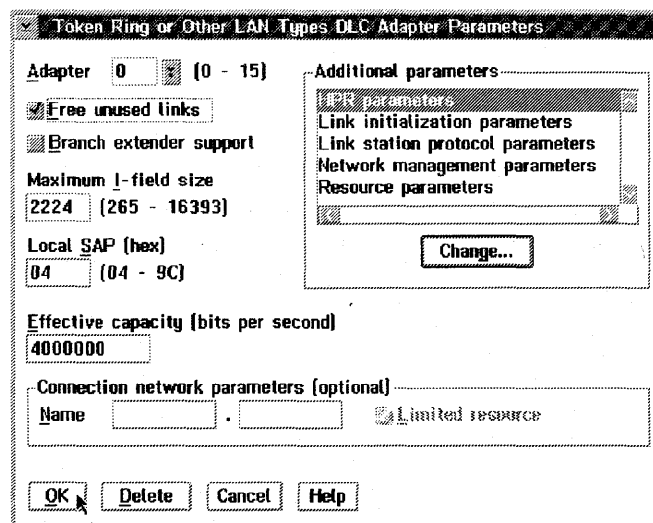 Token Ring or Other LAN Types DLC Adapter Parameters
Adapter 0 (0 - 15)
Free unused links
Branch extender support
Maximum I-field size
2224 (265 - 16393)
Local SAP (hex)
04 (04 - 9C)
Additional parameters
HPR parameters
Link initialization parameters
Link station protocol parameters
Network management parameters
Resource parameters
Change...
Effective capacity (bits per second)
4000000
Connection network parameters (optional)
Name . Limited resource
OK Delete Cancel Help